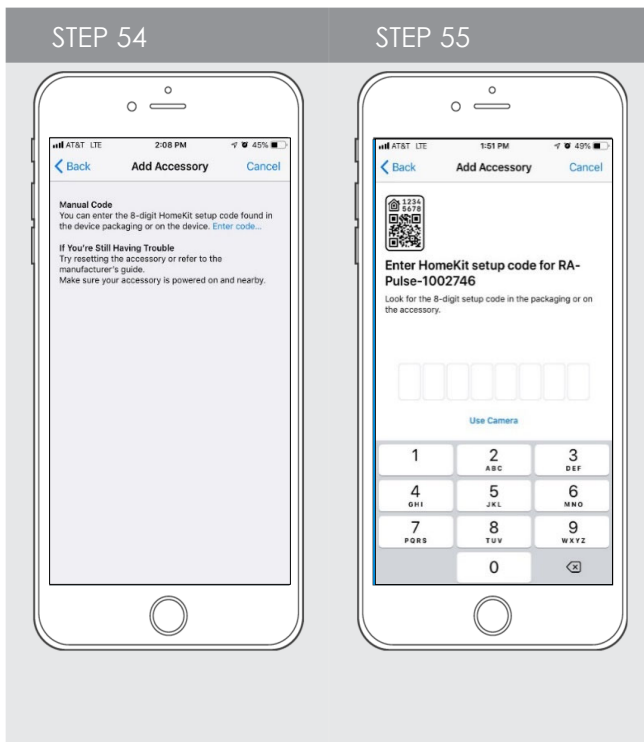 STEP 54
AT&T LTE 2:08 PM 45%
Back Add Accessory Cancel
Manual Code
You can enter the 8-digit HomeKit setup code found in
the device packaging or on the device. Enter code...
If You're Still Having Trouble
Try resetting the accessory or refer to the
manufacturer's guide.
Make sure your accessory is powered on and nearby.
STEP 55
AT&T LTE 1:51 PM 49%
Back Add Accessory Cancel
1234
5678
Enter HomeKit setup code for RA-
Pulse-1002746
Look for the 8-digit setup code in the packaging or on
the accessory.
Use Camera
1 2 3
ABC DEF
4 5 6
GHI JKL MNO
7 8 9
PQRS TUV WXYZ
0